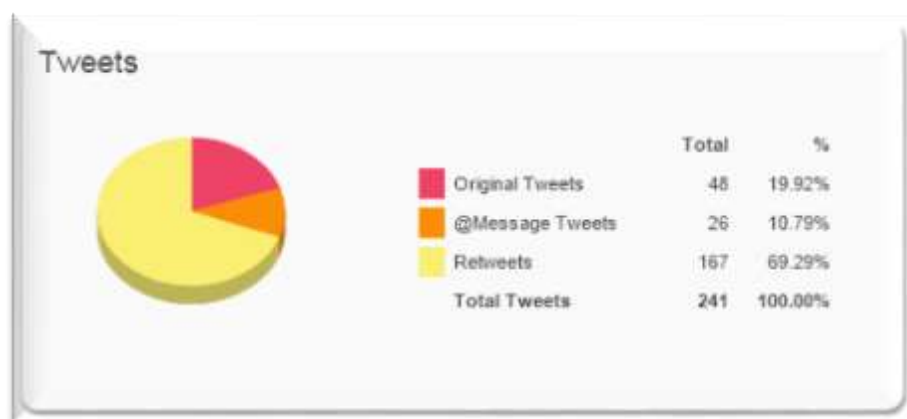 Tweets
Total %
Original Tweets 48 19.92%
@Message Tweets 26 10.79%
Retweets 167 69.29%
Total Tweets 241 100.00%